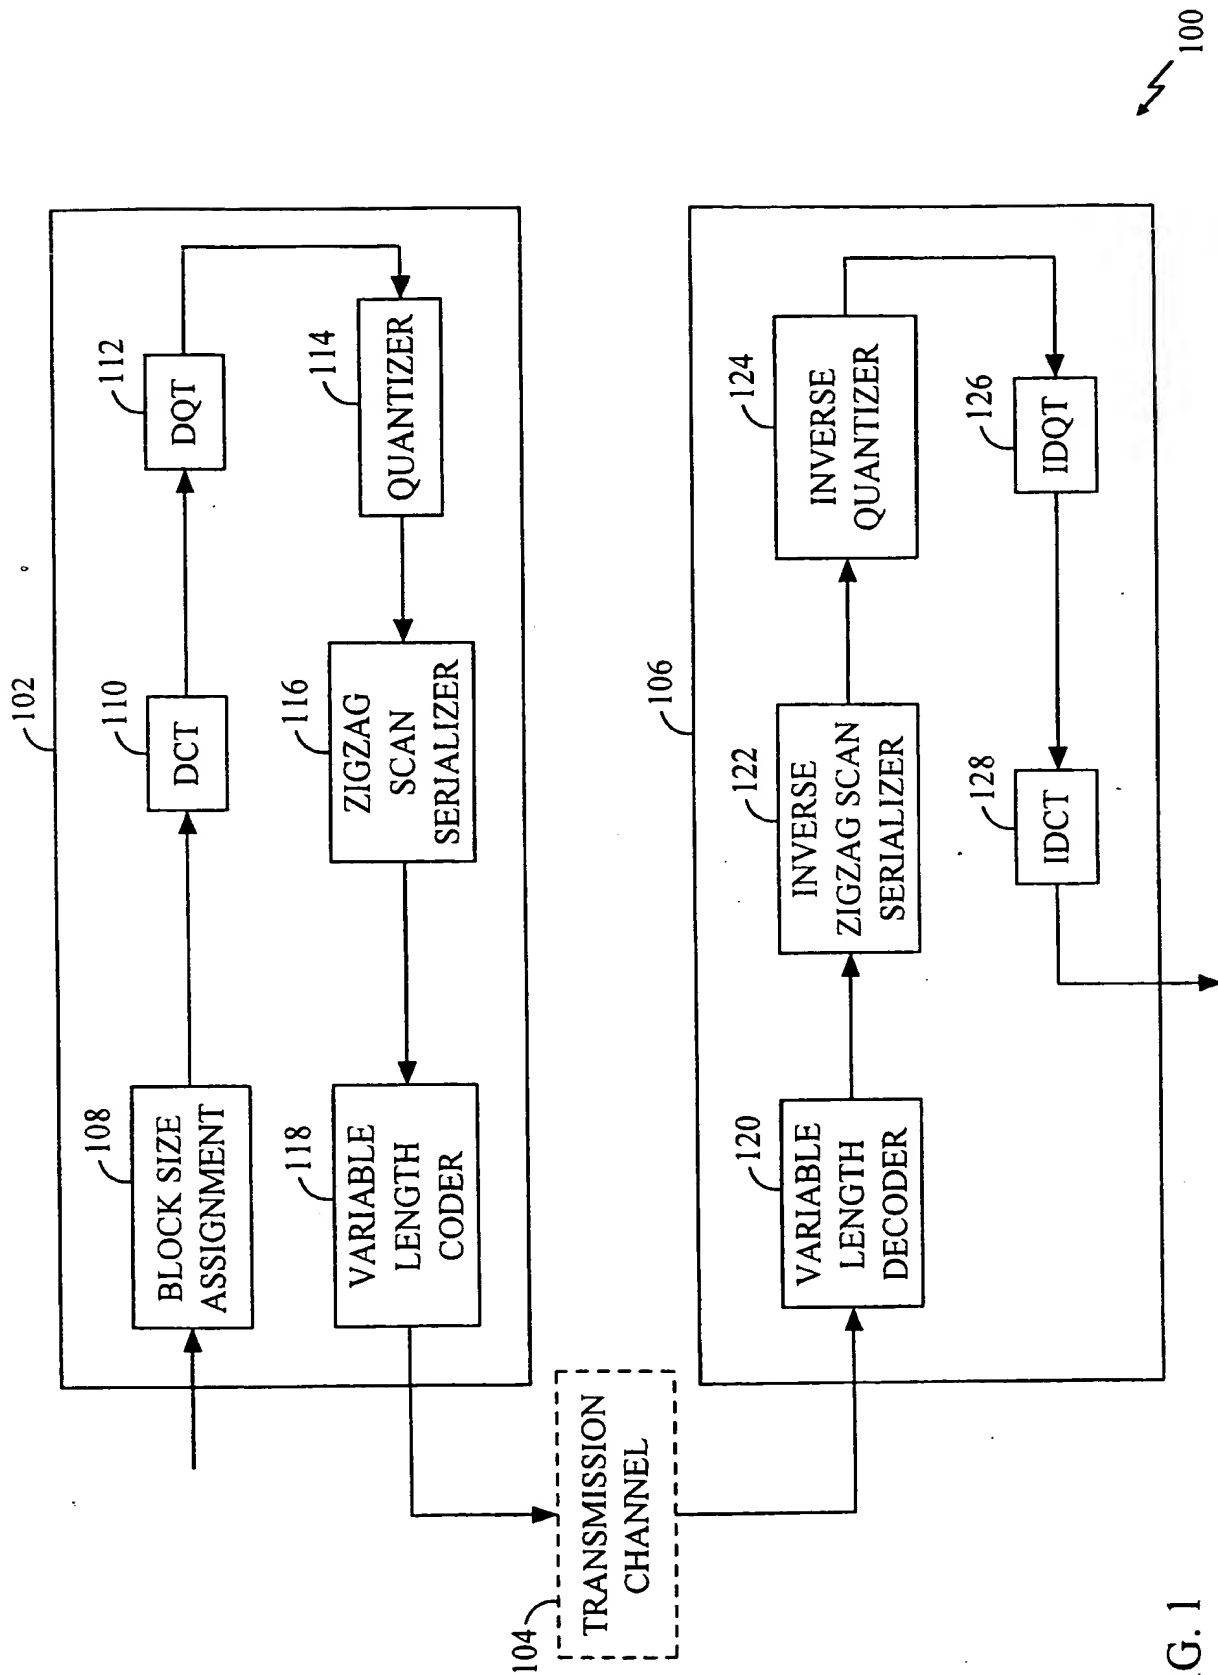 100
102
108
BLOCK SIZE
ASSIGNMENT
110
DCT
112
DQT
114
QUANTIZER
116
ZIGZAG
SCAN
SERIALIZER
118
VARIABLE
LENGTH
CODER
104
TRANSMISSION
CHANNEL
106
120
VARIABLE
LENGTH
DECODER
122
INVERSE
ZIGZAG SCAN
SERIALIZER
124
INVERSE
QUANTIZER
126
IDQT
128
IDCT
G. 1